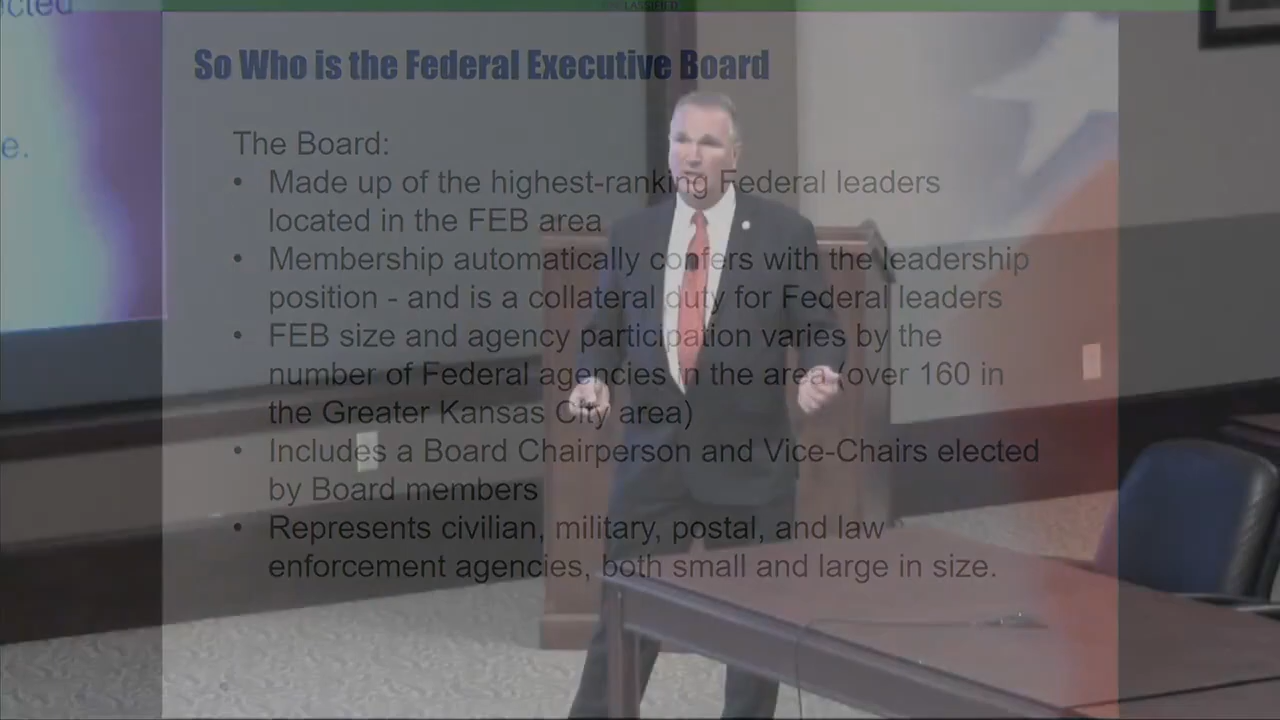 UNCLASSIFIED
ected
So Who is the Federal Executive Board
The Board:
• Made up of the highest-ranking Federal leaders
located in the FEB area
e.
• Membership automatically confers with the leadership
position - and is a collateral duty for Federal leaders
• FEB size and agency participation varies by the
number of Federal agencies in the area (over 160 in
the Greater Kansas City area)
• Includes a Board Chairperson and Vice-Chairs elected
by Board members
• Represents civilian, military, postal, and law
enforcement agencies, both small and large in size.